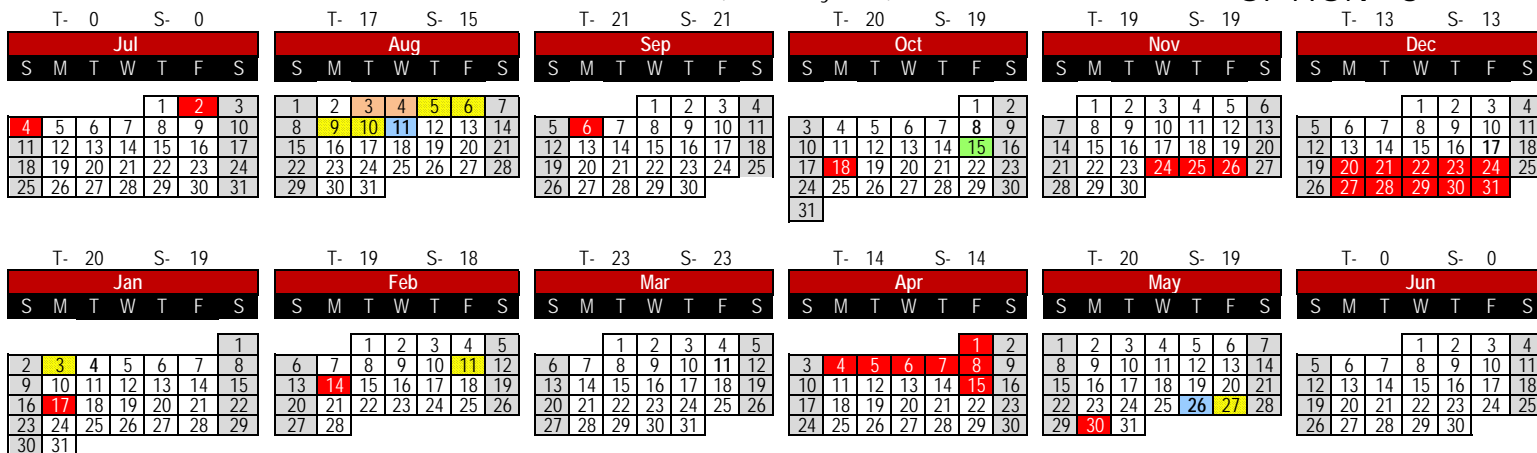 T- 0 S- 0 T- 17 S- 15 T- 21 S- 21 T- 20 S- 19 T- 19 S- 19 T- 13 S- 13
Jul Aug Sep Oct Nov Dec
S M T W T F S S M T W T F S S M T W T F S S M T W T F S S M T W T F S S M T W T F S
1 2 3 1 2 3 4 5 6 7 1 2 3 4 1 2 1 2 3 4 5 6 1 2 3 4
4 5 6 7 8 9 10 8 9 10 11 12 13 14 5 6 7 8 9 10 11 3 4 5 6 7 8 9 7 8 9 10 11 12 13 5 6 7 8 9 10 11
11 12 13 14 15 16 17 15 16 17 18 19 20 21 12 13 14 15 16 17 18 10 11 12 13 14 15 16 14 15 16 17 18 19 20 12 13 14 15 16 17 18
18 19 20 21 22 23 24 22 23 24 25 26 27 28 19 20 21 22 23 24 25 17 18 19 20 21 22 23 21 22 23 24 25 26 27 19 20 21 22 23 24 25
25 26 27 28 29 30 31 29 30 31 26 27 28 29 30 24 25 26 27 28 29 30 28 29 30 26 27 28 29 30 31
31
T- 20 S- 19 T- 19 S- 18 T- 23 S- 23 T- 14 S- 14 T- 20 S- 19 T- 0 S- 0
Jan Feb Mar Apr May Jun
S M T W T F S S M T W T F S S M T W T F S S M T W T F S S M T W T F S S M T W T F S
1 1 2 3 4 5 1 2 3 4 5 1 2 1 2 3 4 5 6 7 1 2 3 4
2 3 4 5 6 7 8 6 7 8 9 10 11 12 6 7 8 9 10 11 12 3 4 5 6 7 8 9 8 9 10 11 12 13 14 5 6 7 8 9 10 11
9 10 11 12 13 14 15 13 14 15 16 17 18 19 13 14 15 16 17 18 19 10 11 12 13 14 15 16 15 16 17 18 19 20 21 12 13 14 15 16 17 18
16 17 18 19 20 21 22 20 21 22 23 24 25 26 20 21 22 23 24 25 26 17 18 19 20 21 22 23 22 23 24 25 26 27 28 19 20 21 22 23 24 25
23 24 25 26 27 28 29 27 28 27 28 29 30 31 24 25 26 27 28 29 30 29 30 31 26 27 28 29 30
30 31